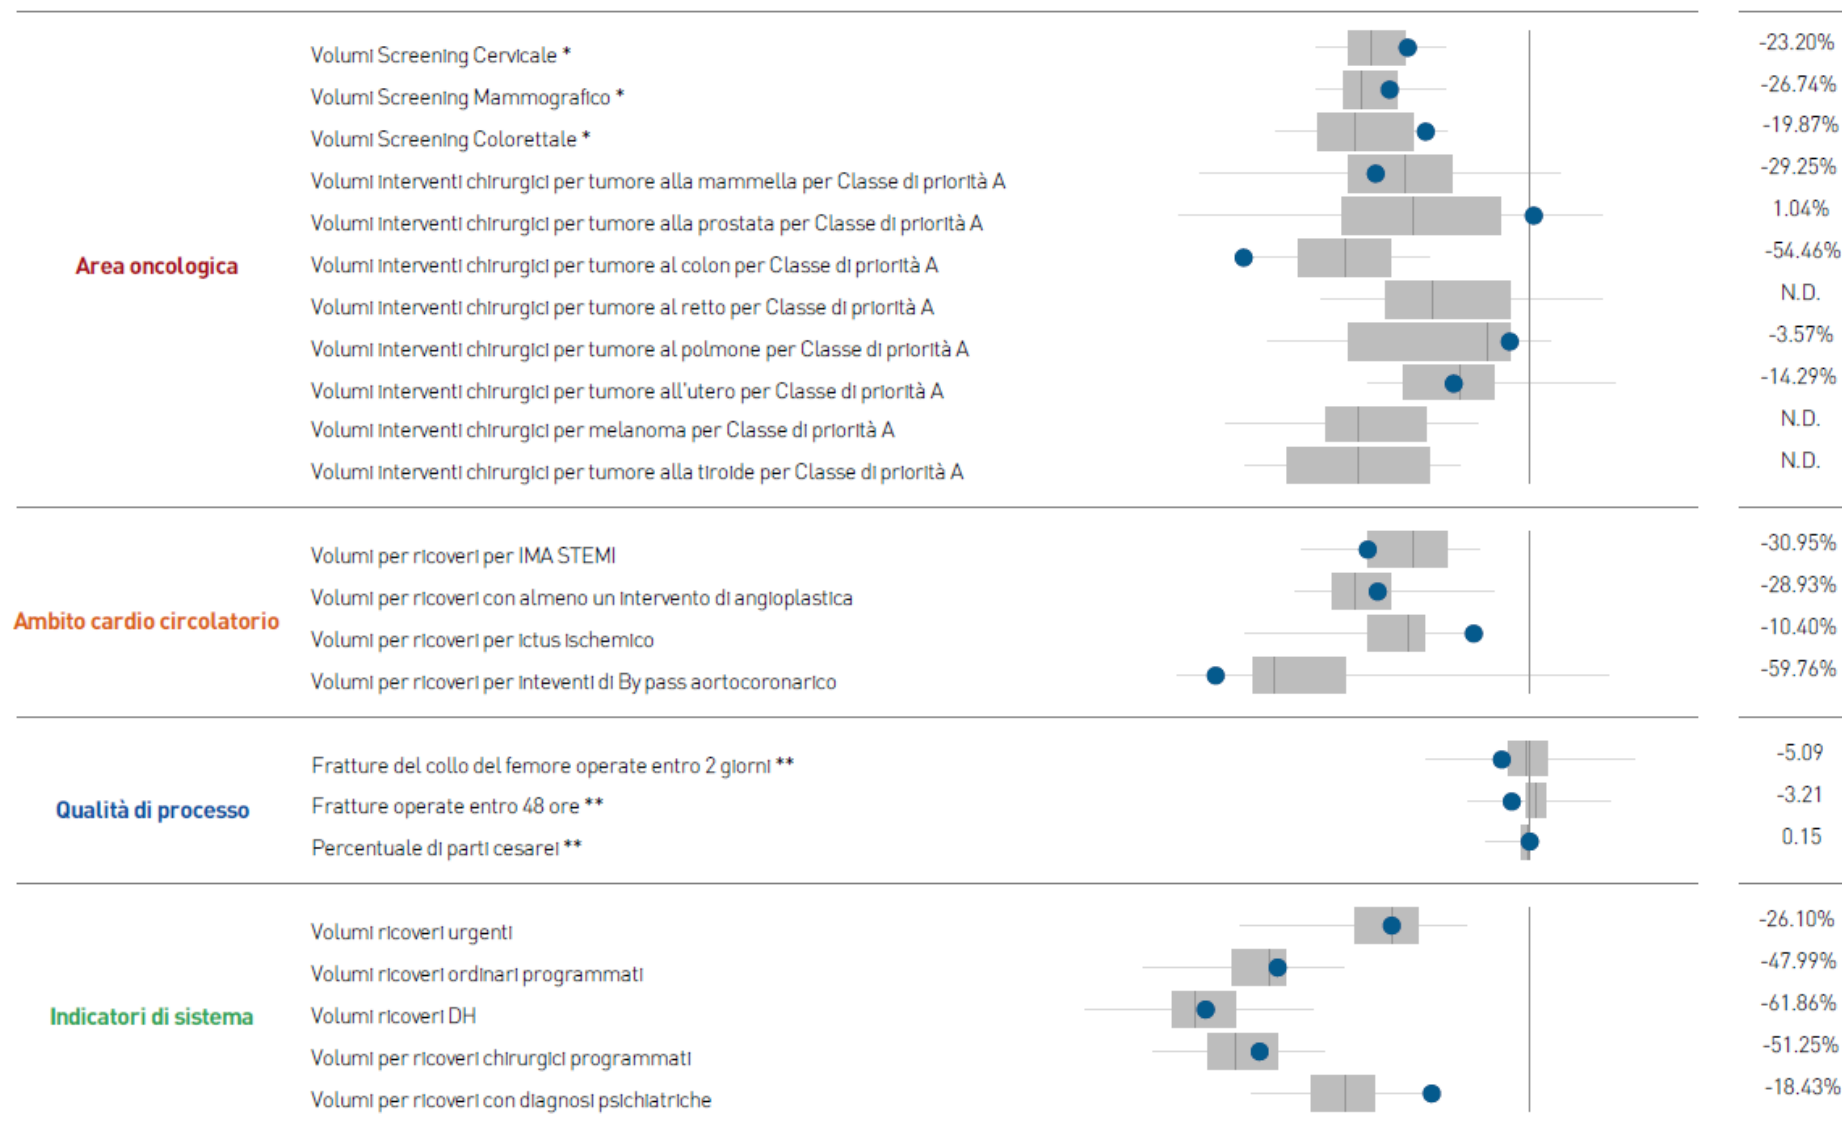 Volumi Screening Cervicale * -23.20%
Volumi Screening Mammografico * -26.74%
Volumi Screening Colorettale * -19.87%
Volumi interventi chirurgici per tumore alla mammella per Classe di priorità A -29.25%
Volumi interventi chirurgici per tumore alla prostata per Classe di priorità A 1.04%
Area oncologica Volumi interventi chirurgici per tumore al colon per Classe di priorità A -54.46%
Volumi interventi chirurgici per tumore al retto per Classe di priorità A N.D.
Volumi interventi chirurgici per tumore al polmone per Classe di priorità A -3.57%
Volumi interventi chirurgici per tumore all'utero per Classe di priorità A -14.29%
Volumi interventi chirurgici per melanoma per Classe di priorità A N.D.
Volumi interventi chirurgici per tumore alla tiroide per Classe di priorità A N.D.
Volumi per ricoveri per IMA STEMI -30.95%
Volumi per ricoveri con almeno un intervento di angioplastica -28.93%
Ambito cardio circolatorio Volumi per ricoveri per ictus ischemico -10.40%
Volumi per ricoveri per inteventi di By pass aortocoronarico -59.76%
Fratture del collo del femore operate entro 2 giorni ** -5.09
Qualità di processo Fratture operate entro 48 ore ** -3.21
Percentuale di parti cesarei ** 0.15
Volumi ricoveri urgenti -26.10%
Volumi ricoveri ordinari programmati -47.99%
Indicatori di sistema Volumi ricoveri DH -61.86%
Volumi per ricoveri chirurgici programmati -51.25%
Volumi per ricoveri con diagnosi psichiatriche -18.43%